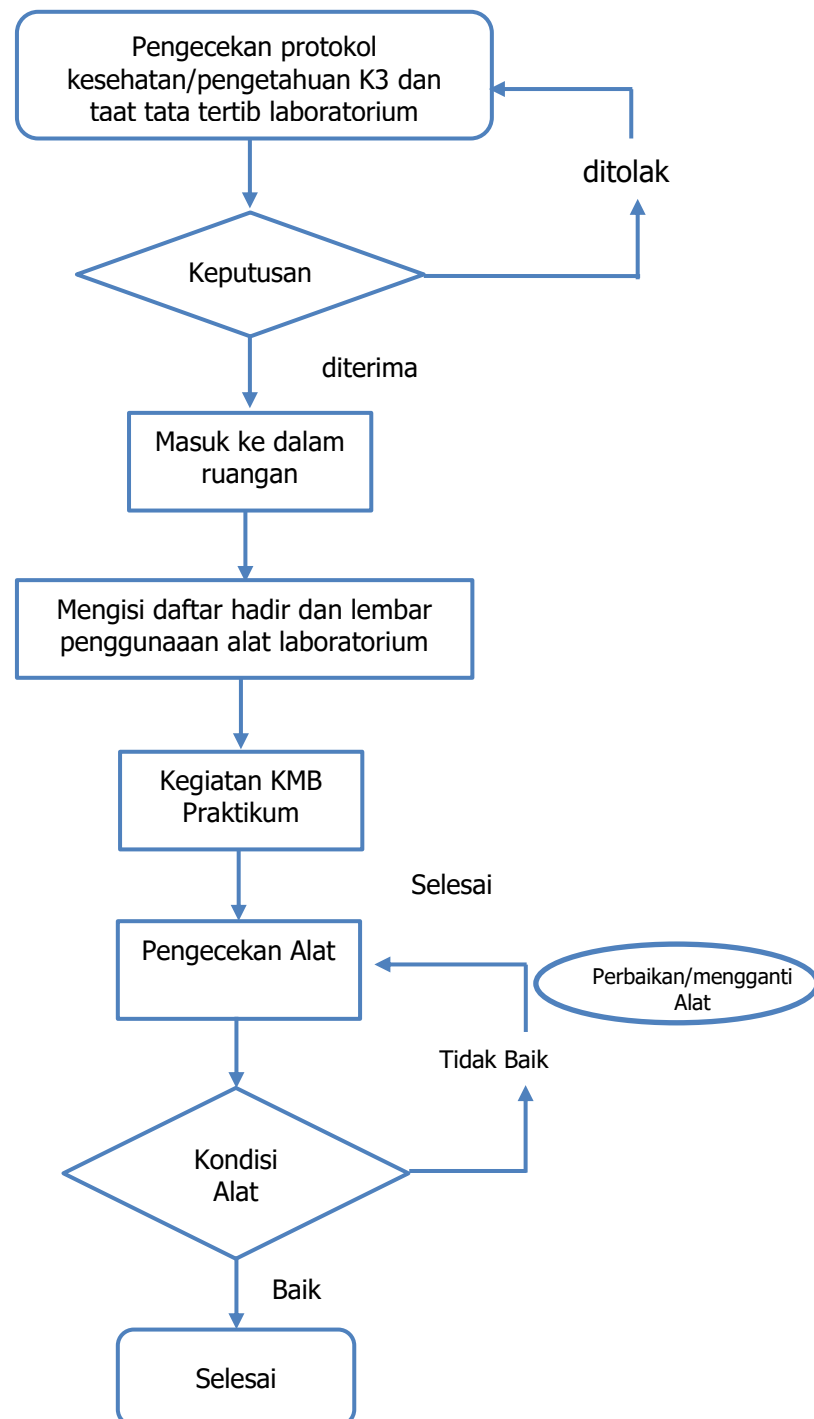 Pengecekan protokol
kesehatan/pengetahuan K3 dan
taat tata tertib laboratorium
ditolak
Keputusan
diterima
Masuk ke dalam
ruangan
Mengisi daftar hadir dan lembar
penggunaaan alat laboratorium
Kegiatan KMB
Praktikum
Selesai
Pengecekan Alat
Perbaikan/mengganti
Alat
Tidak Baik
Kondisi
Alat
Baik
Selesai